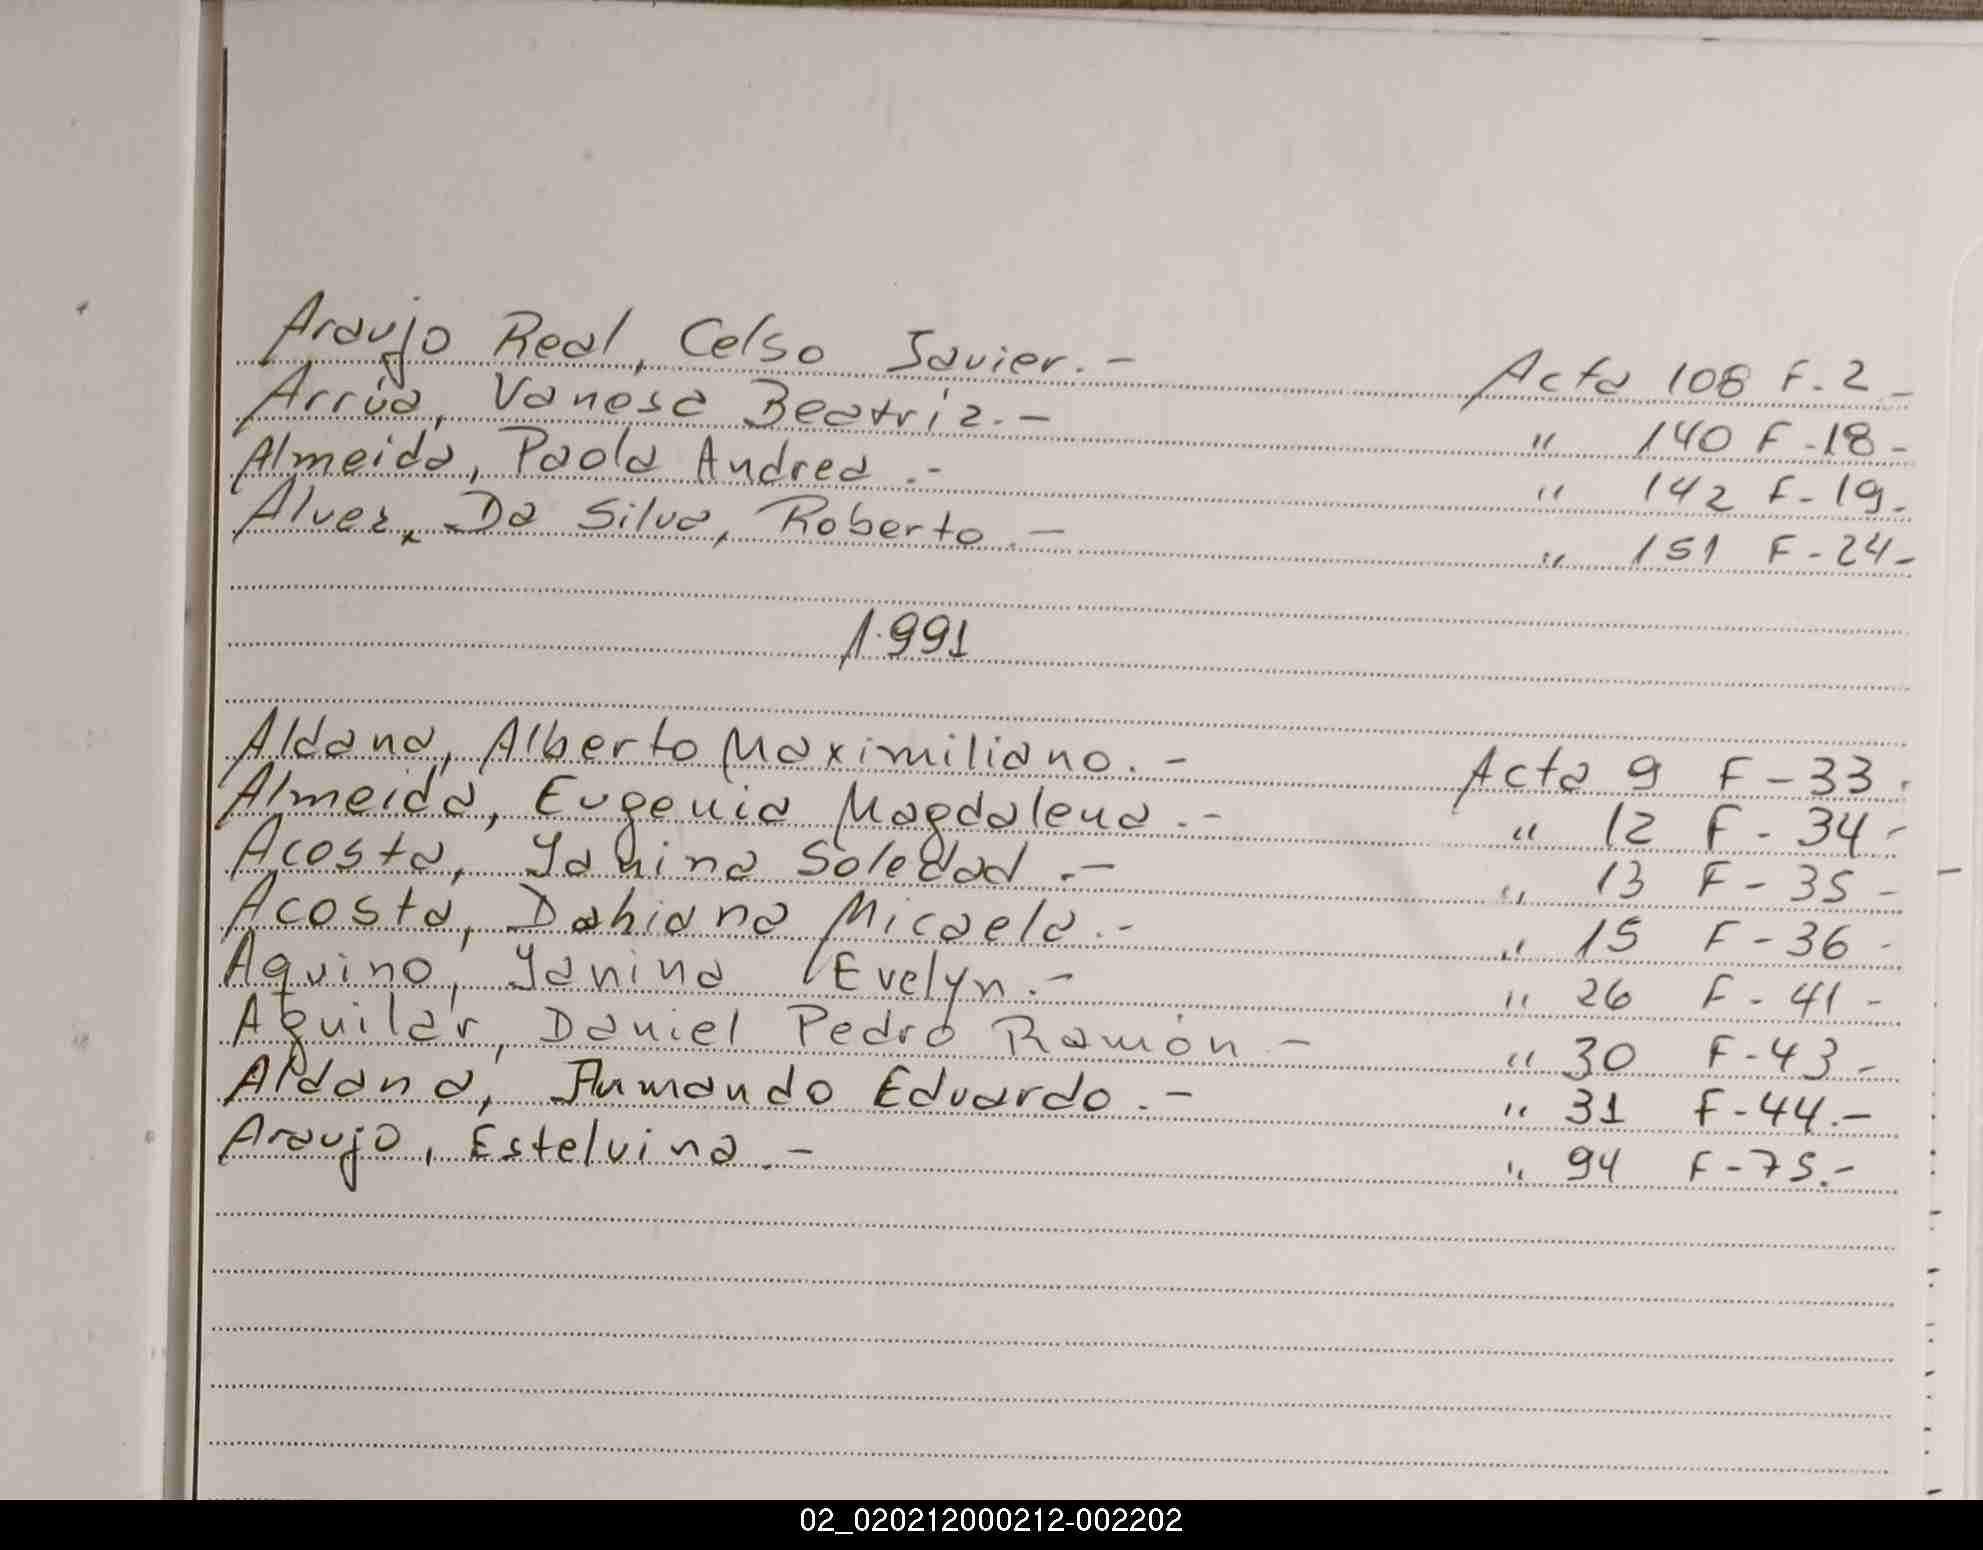 Araujo Real, Celso Javier.- Acta 108 F.2-
Arrúa, Vanesa Beatriz.- " 140 F-18-
Almeida, Paola Andrea.- " 142 F-19.
Alvez, Da Silva, Roberto.- " 151 F-24-
1.991
Aldana, Alberto Maximiliano.- Acta 9 F-33.
Almeida, Eugenia Magdalena.- " 12 F-34-
Acosta, Yanina Soledad.- " 13 F-35-
Acosta, Dahiana Micaela.- " 15 F-36-
Aquino, Yanina Evelyn.- " 26 F-41-
Aguilar, Daniel Pedro Ramón- " 30 F-43-
Aldana, Armando Eduardo.- " 31 F-44.-
Araujo, Estelvina.- " 94 F-75.-
02_020212000212-002202